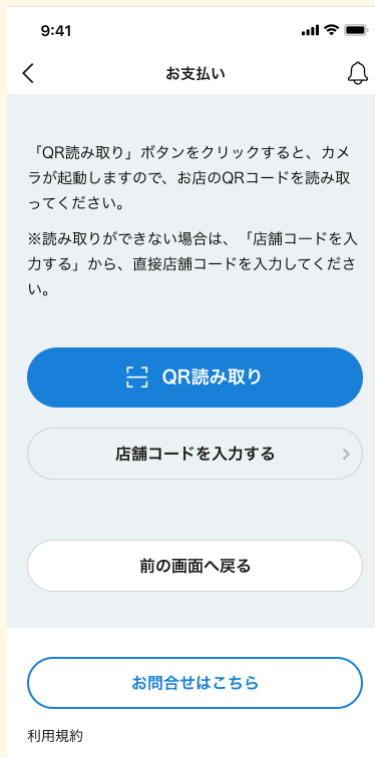 9:41
お支払い
「QR読み取り」ボタンをクリックすると、カメ
ラが起動しますので、お店のQRコードを読み取
ってください。
※読み取りができない場合は、「店舗コードを入
力する」から、直接店舗コードを入力してくださ
い。
QR読み取り
店舗コードを入力する
前の画面へ戻る
お問合せはこちら
利用規約